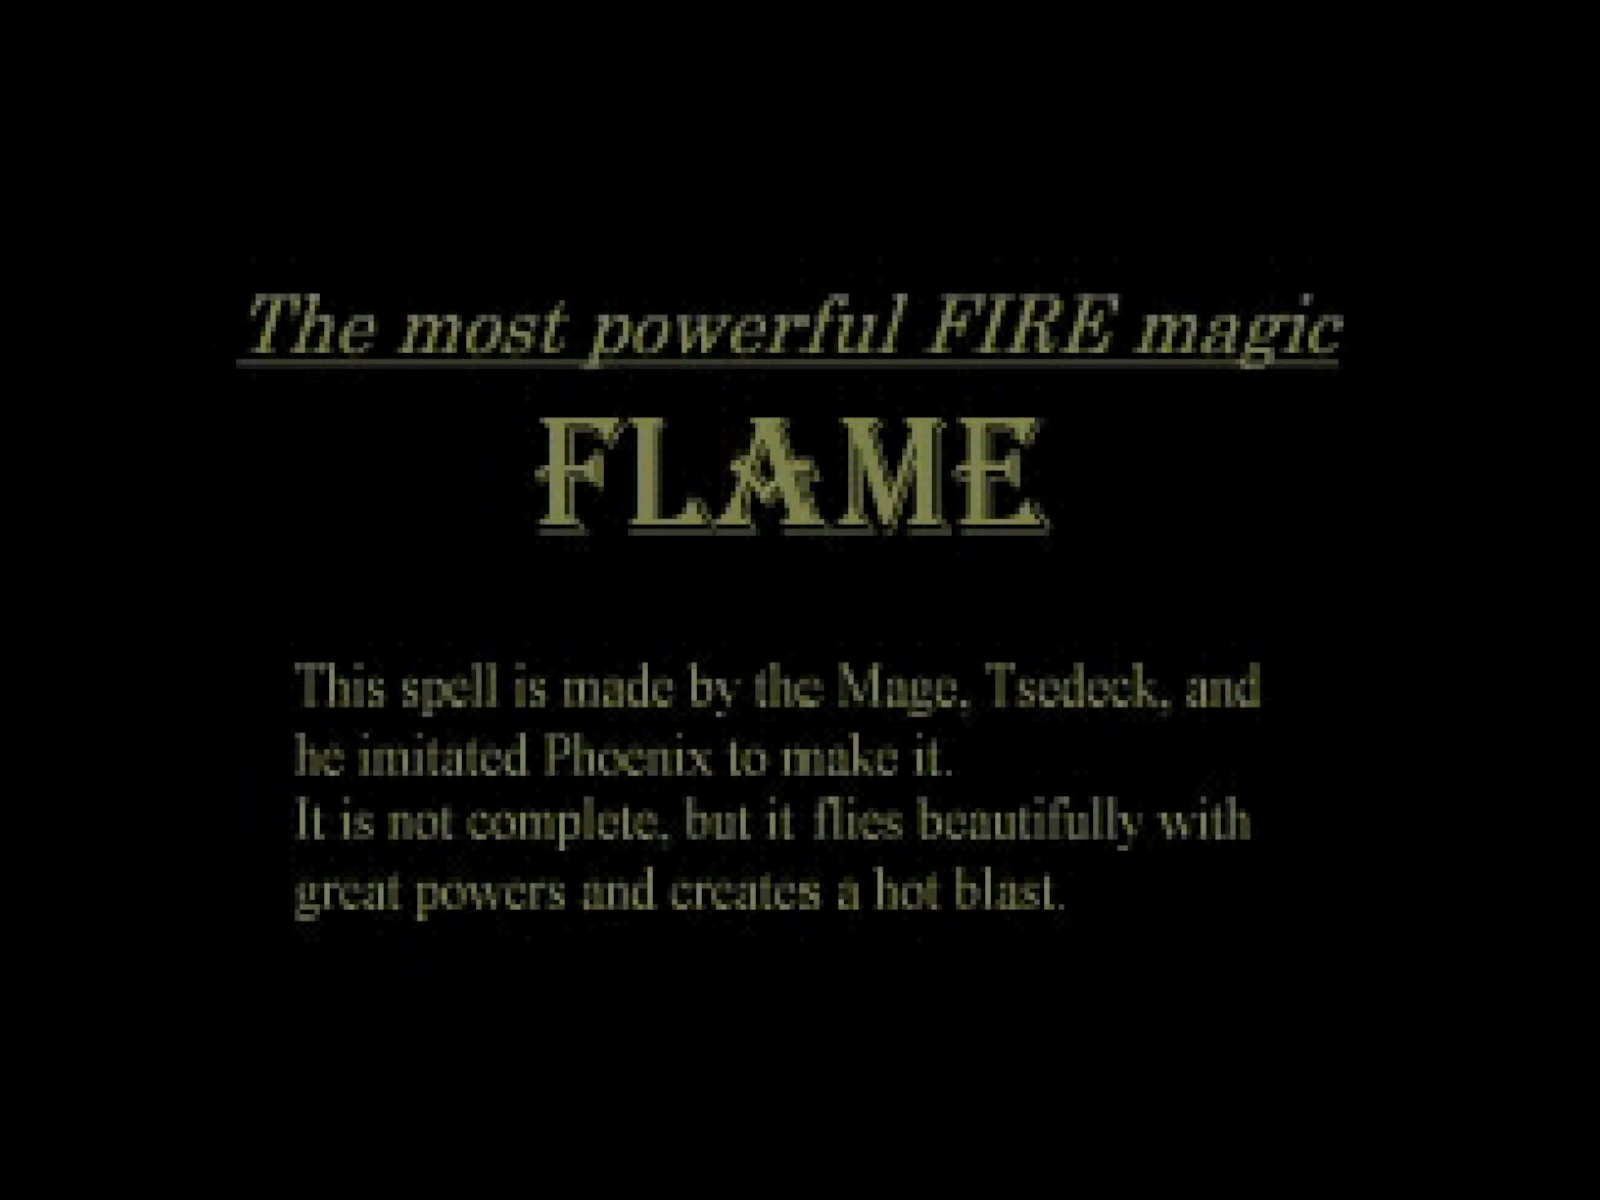 The most powerful FIRE magic
FLAME
This spell is made by the Mage, Tsedeck, and
he imitated Phoenix to make it.
It is not complete, but it flies beautifully with
great powers and creates a hot blast.